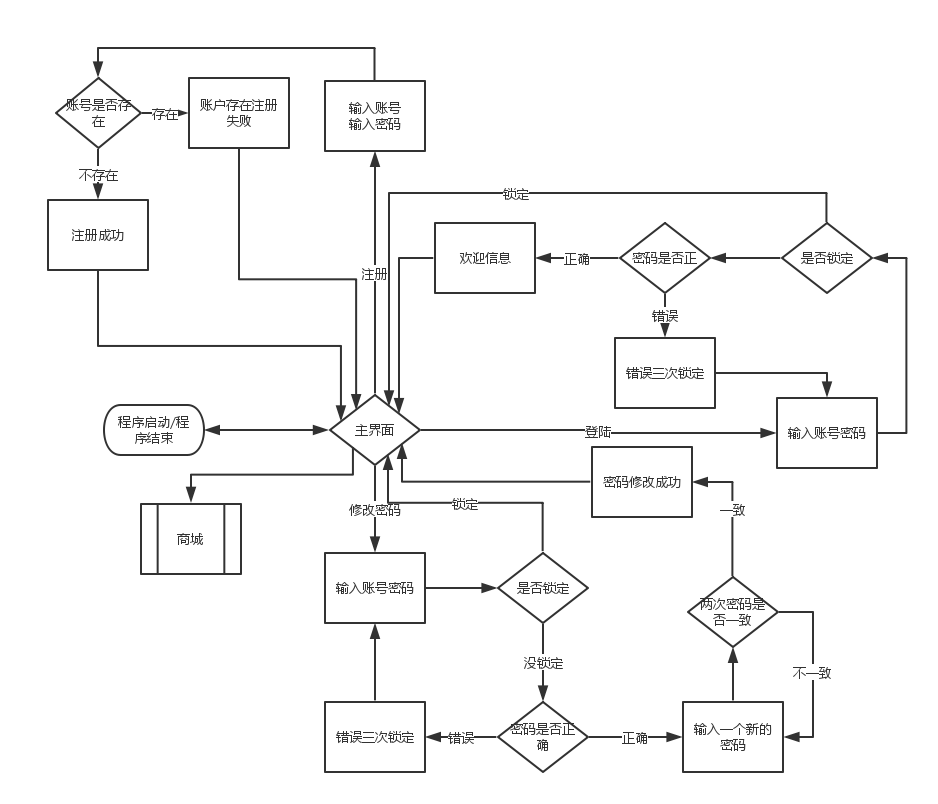 账号是否存
在
存在
账户存在注册
失败
输入账号
输入密码
不存在
注册成功
锁定
注册
欢迎信息
正确
密码是否正
是否锁定
错误
错误三次锁定
程序启动/程
序结束
主界面
登陆
输入账号密码
密码修改成功
修改密码
锁定
一致
商城
输入账号密码
是否锁定
两次密码是
否一致
没锁定
不一致
错误三次锁定
错误
密码是否正
确
正确
输入一个新的
密码